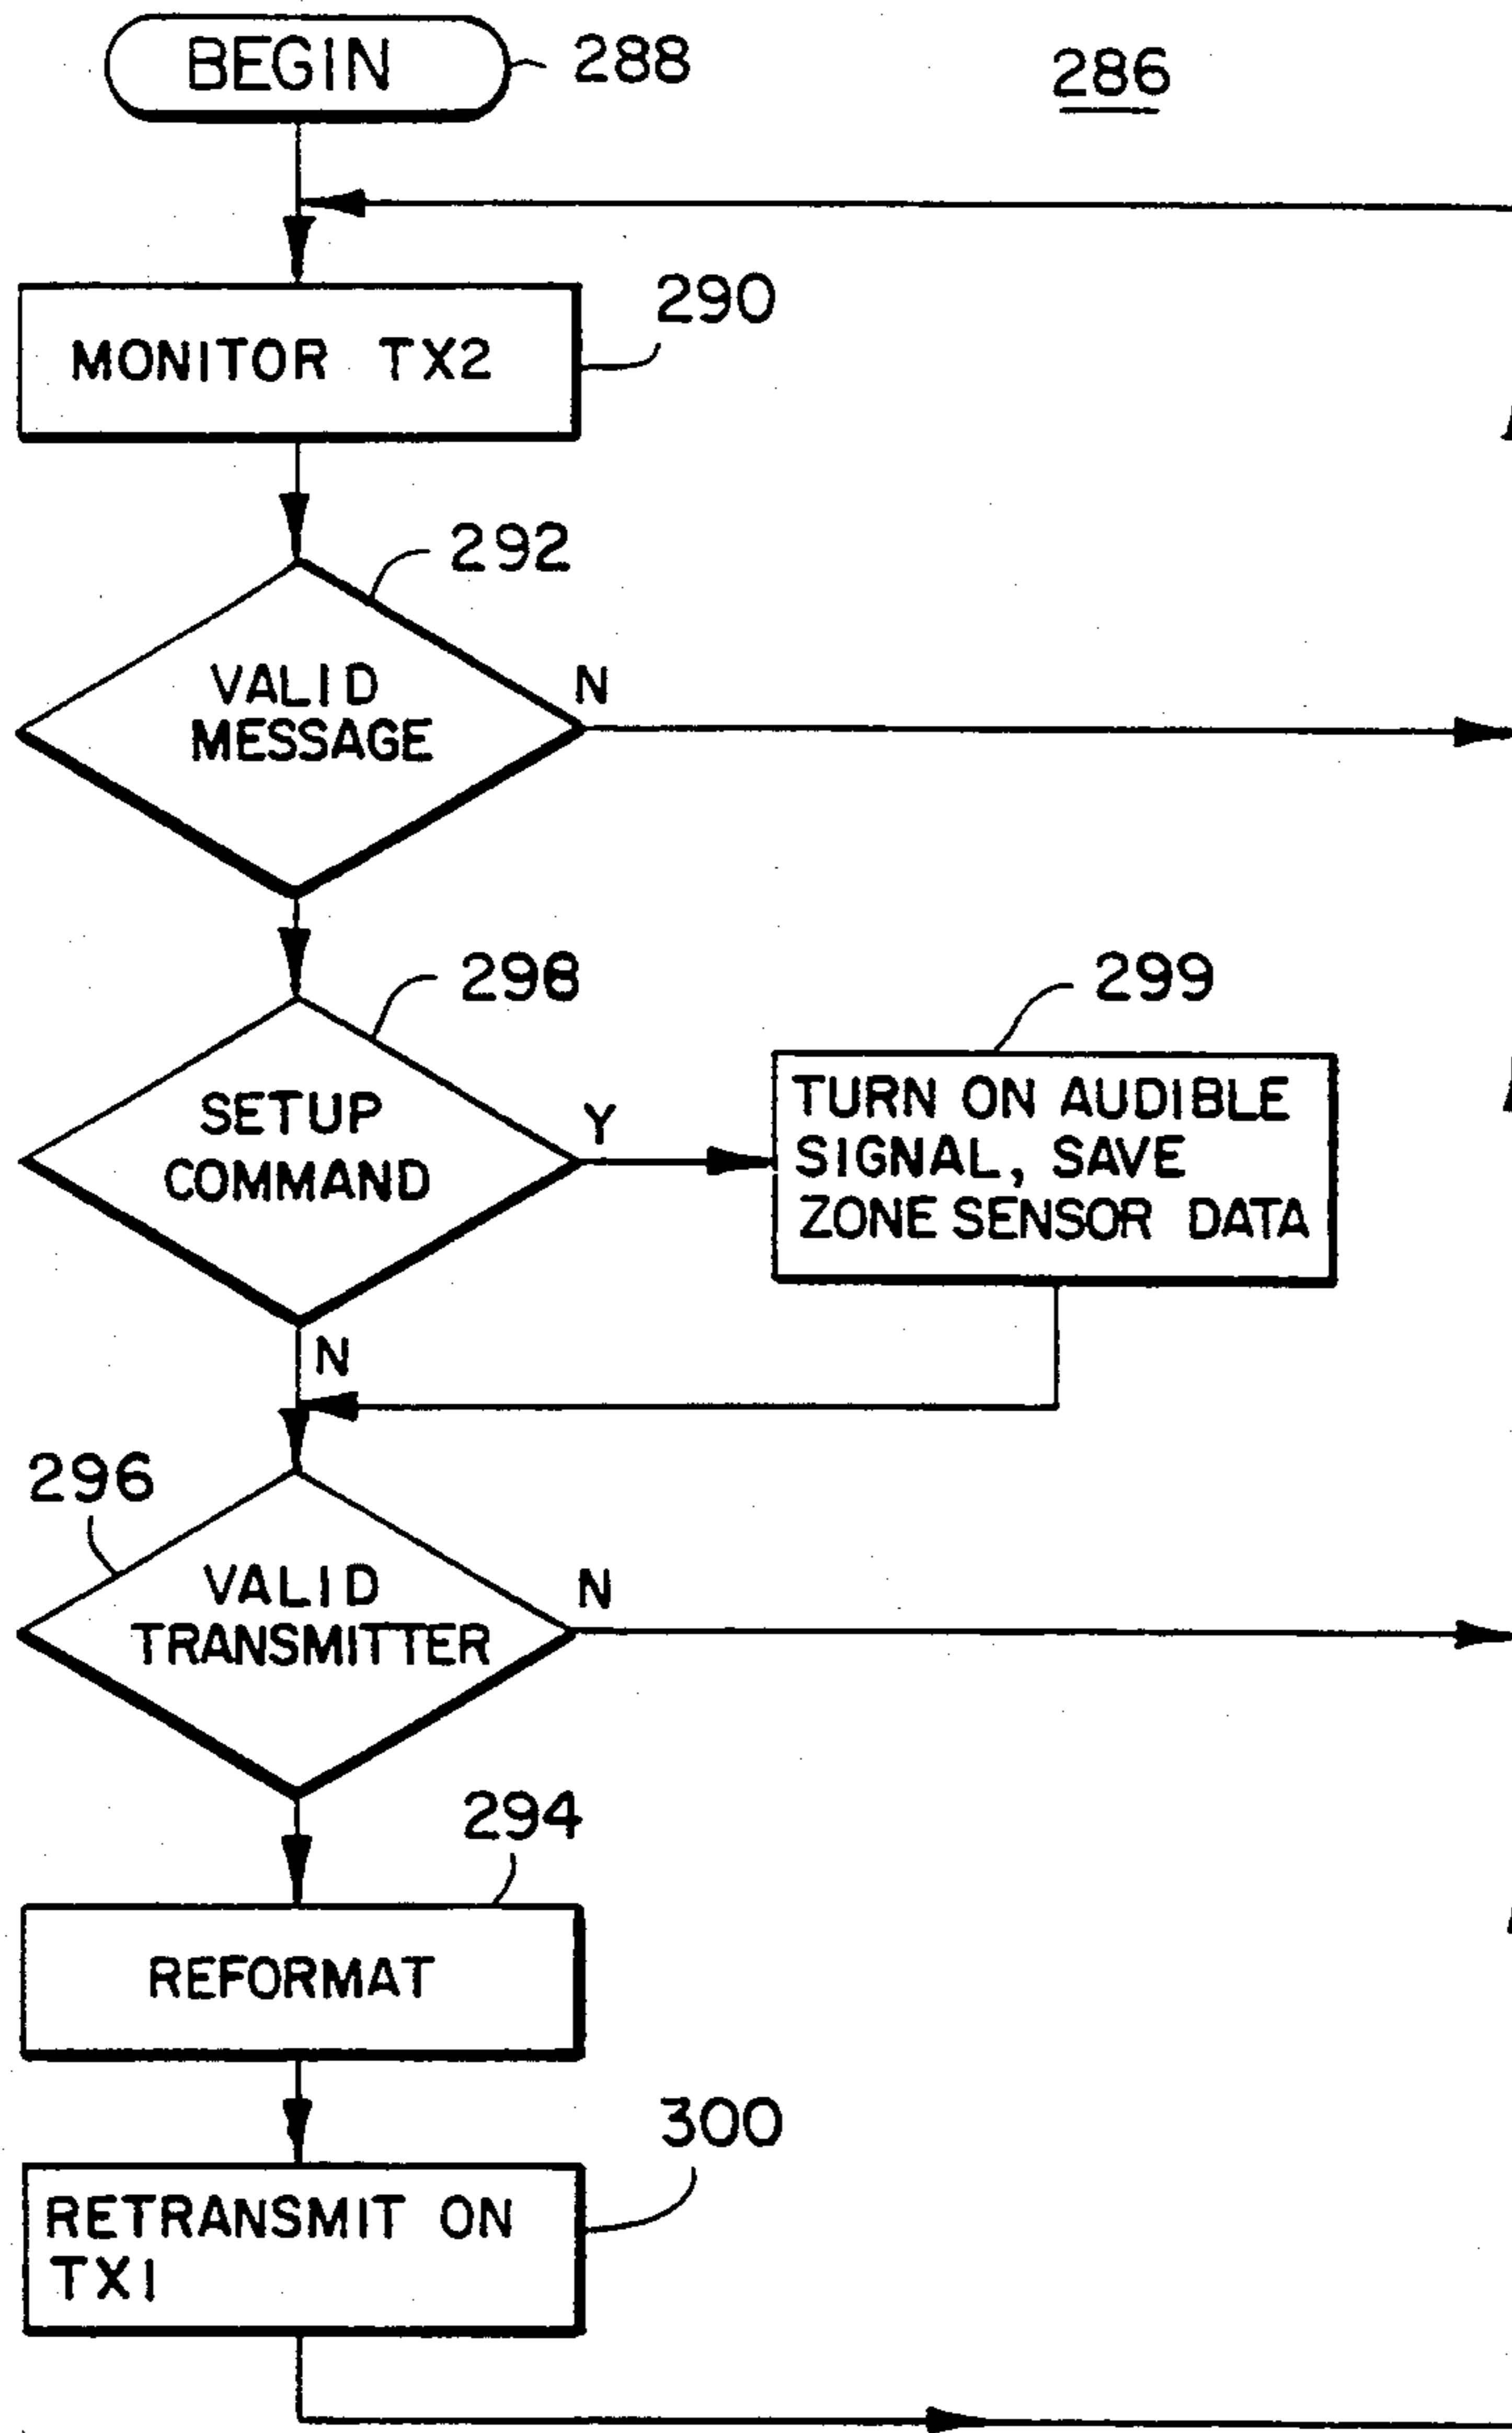 BEGIN
288
286
290
MONITOR TX2
292
VALID
MESSAGE
N
298
299
SETUP
COMMAND
Y
TURN ON AUDIBLE
SIGNAL, SAVE
ZONE SENSOR DATA
N
296
VALID
TRANSMITTER
N
294
REFORMAT
300
RETRANSMIT ON
TX1